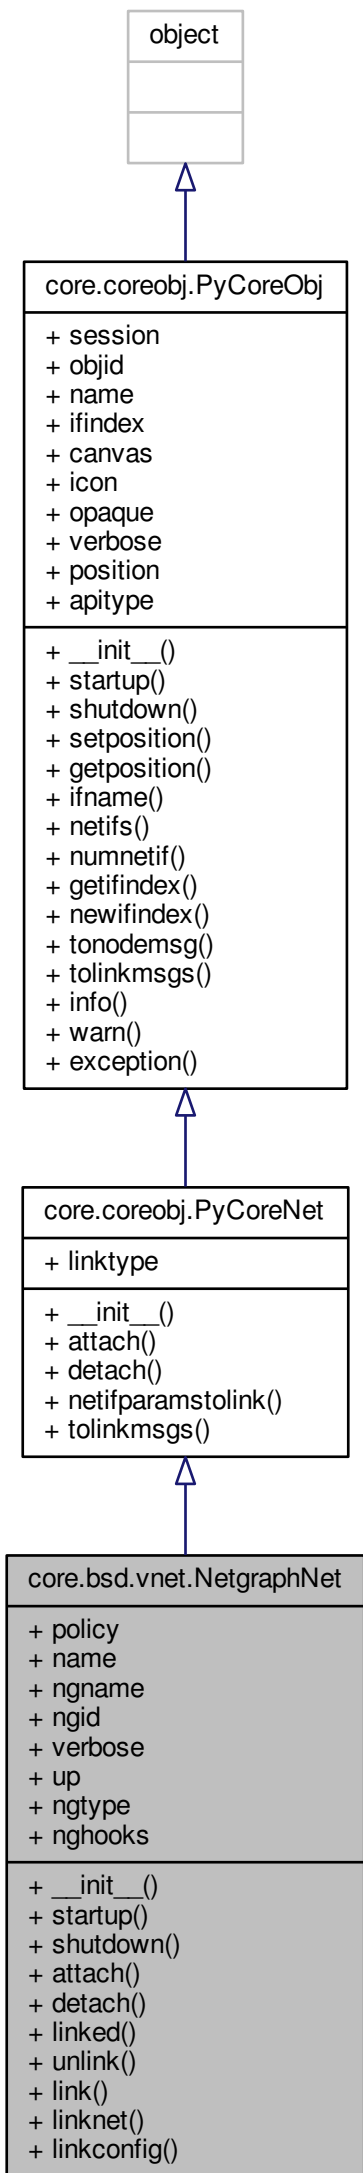 object
core.coreobj.PyCoreObj
+ session
+ objid
+ name
+ ifindex
+ canvas
+ icon
+ opaque
+ verbose
+ position
+ apitype
+ __init__()
+ startup()
+ shutdown()
+ setposition()
+ getposition()
+ ifname()
+ netifs()
+ numnetif()
+ getifindex()
+ newifindex()
+ tonodemsg()
+ tolinkmsgs()
+ info()
+ warn()
+ exception()
core.coreobj.PyCoreNet
+ linktype
+ __init__()
+ attach()
+ detach()
+ netifparamstolink()
+ tolinkmsgs()
core.bsd.vnet.NetgraphNet
+ policy
+ name
+ ngname
+ ngid
+ verbose
+ up
+ ngtype
+ nghooks
+ __init__()
+ startup()
+ shutdown()
+ attach()
+ detach()
+ linked()
+ unlink()
+ link()
+ linknet()
+ linkconfig()